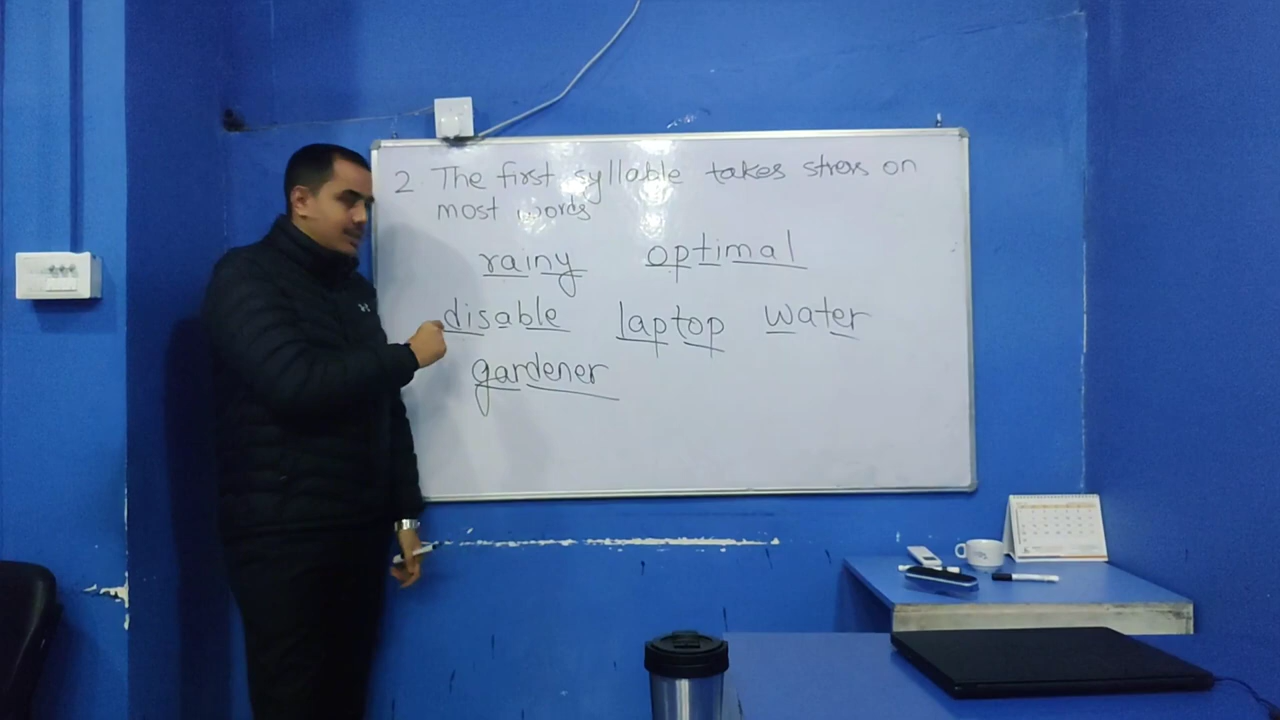 2 The first syllable takes stress on
most words
rainy optimal
disable laptop water
gardener